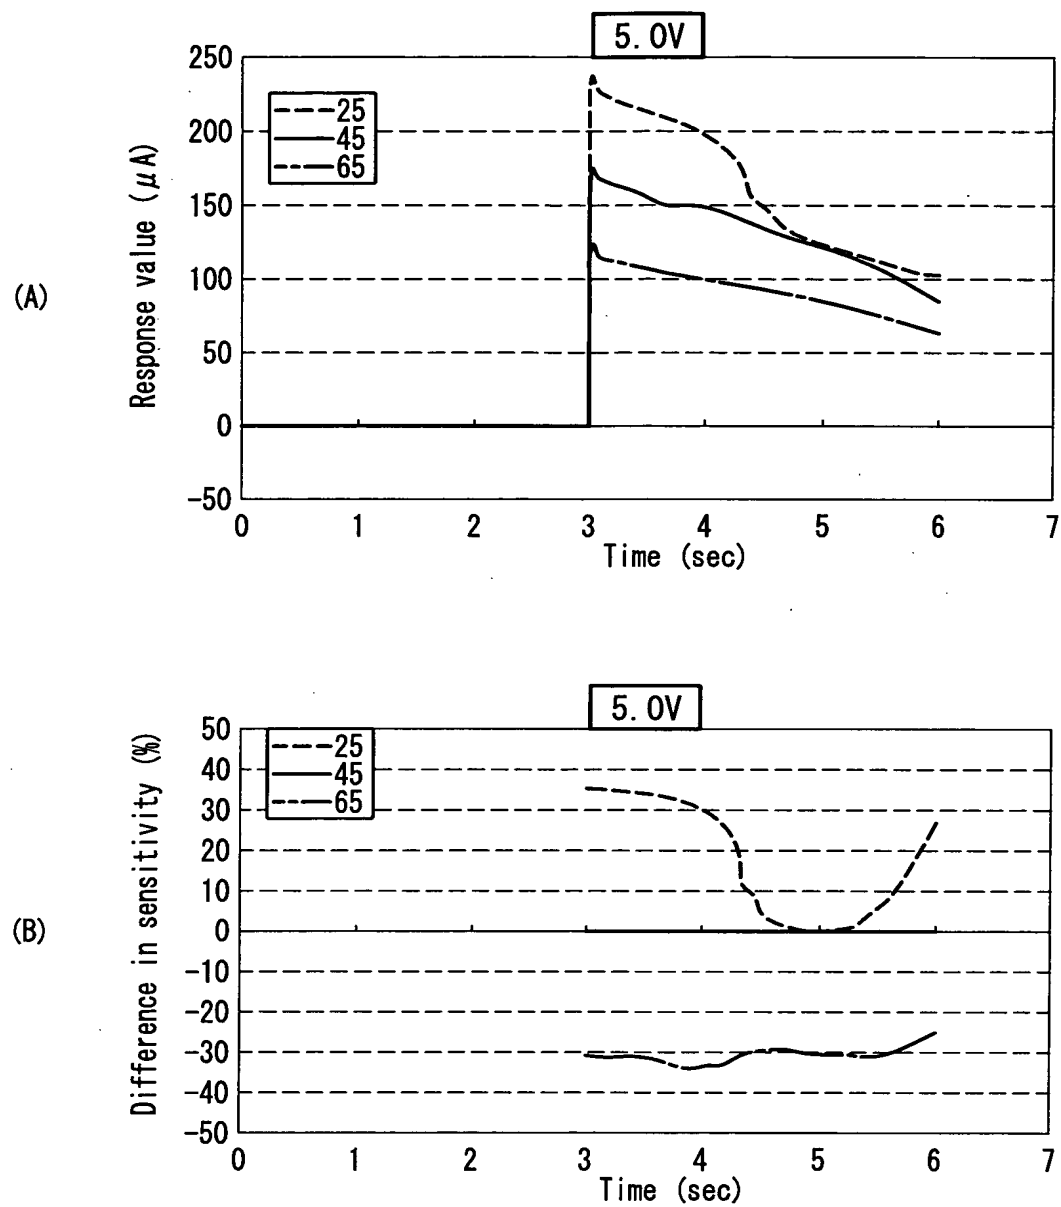 5. 0V
250
200
150
100
50
0
-50
25
45
65
Response value (μA)
(A)
0 1 2 3 4 5 6 7
Time (sec)
5. 0V
50
40
30
20
10
0
-10
-20
-30
-40
-50
25
45
65
Difference in sensitivity (%)
(B)
0 1 2 3 4 5 6 7
Time (sec)